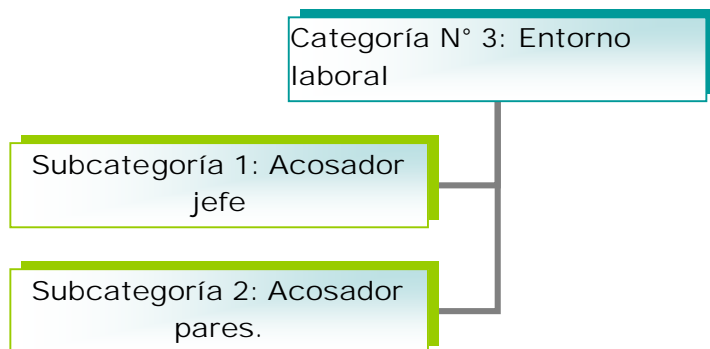 Categoría N° 3: Entorno
laboral
Subcategoría 1: Acosador
jefe
Subcategoría 2: Acosador
pares.